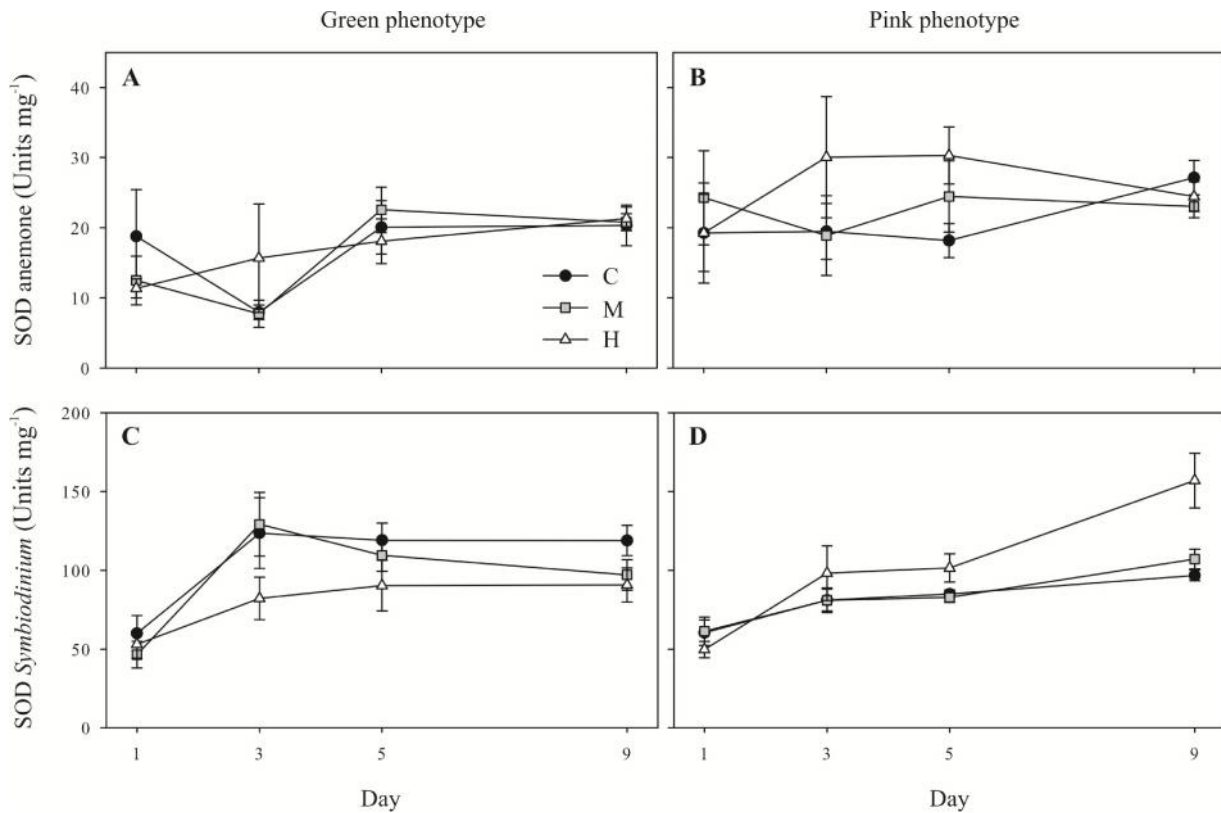 Green phenotype
Pink phenotype
A
B
40
30
20
10
0
SOD anemone (Units mg⁻¹)
C
M
H
C
D
200
150
100
50
0
SOD Symbiodinium (Units mg⁻¹)
1 3 5 9
1 3 5 9
Day
Day